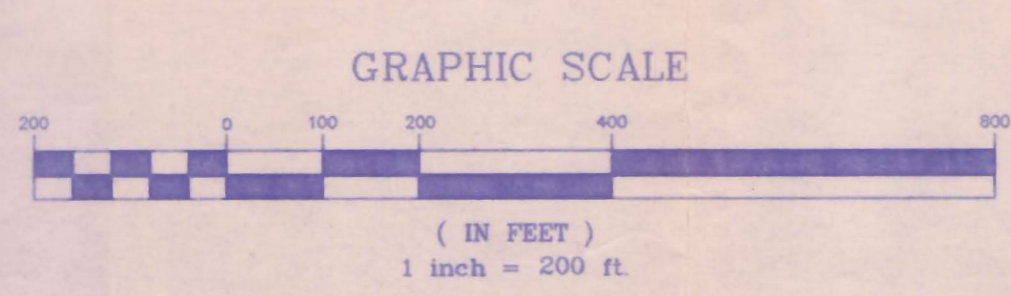 GRAPHIC SCALE
200 0 100 200 400 800
( IN FEET )
1 inch = 200 ft.